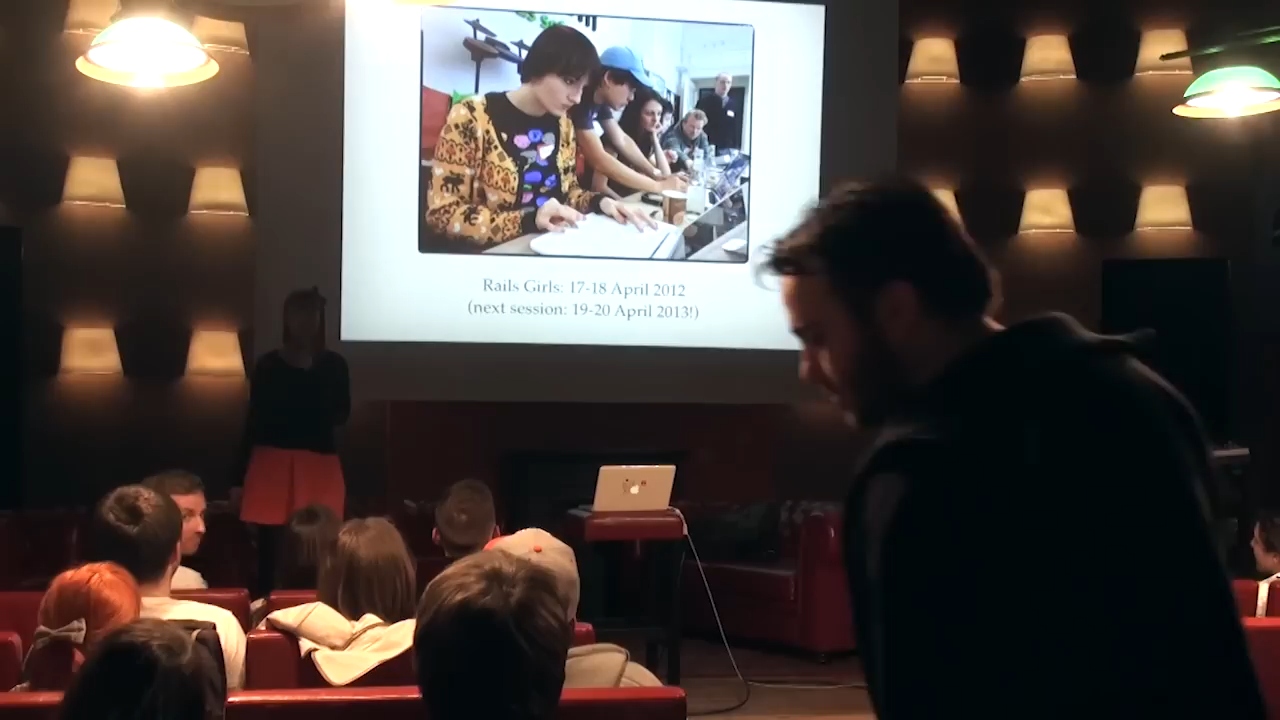 Rails Girls: 17-18 April 2012
(next session: 19-20 April 2013!)